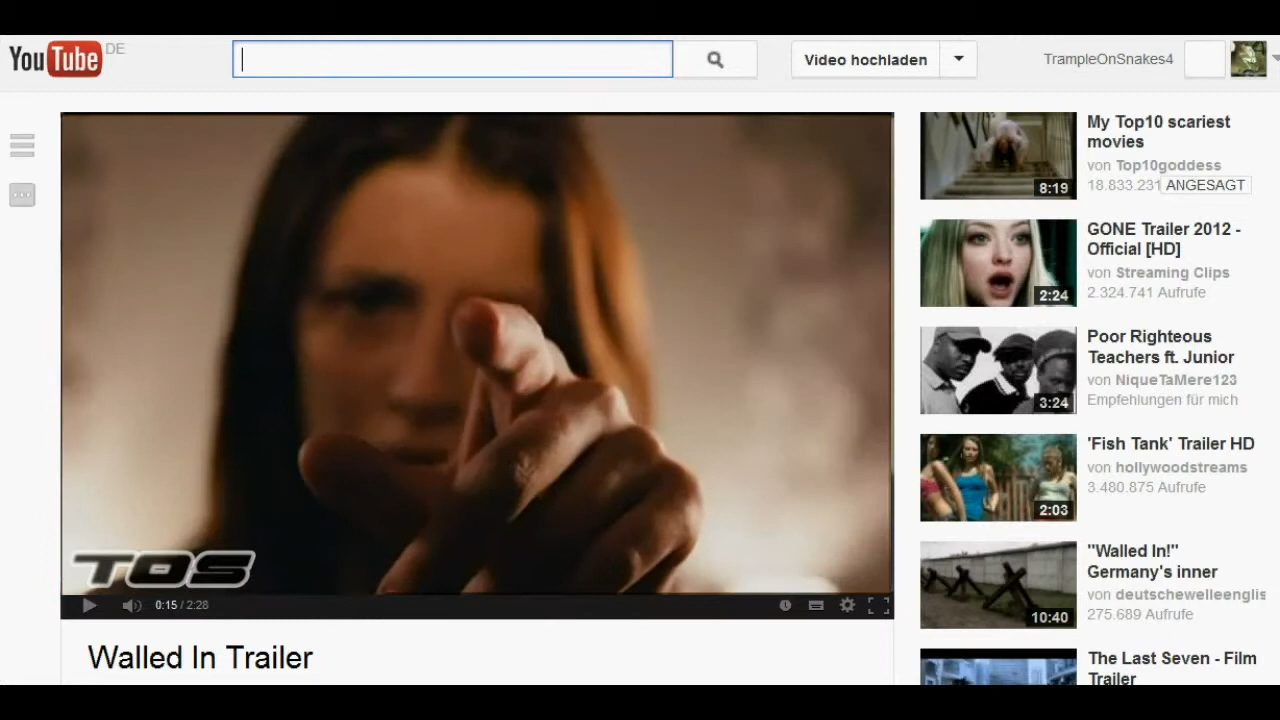 YouTube DE
Video hochladen
TrampleOnSnakes4
TOS
0:15 / 2:28
Walled In Trailer
8:19
My Top10 scariest
movies
von Top10goddess
18.833.231 ANGESAGT
2:24
GONE Trailer 2012 -
Official [HD]
von Streaming Clips
2.324.741 Aufrufe
3:24
Poor Righteous
Teachers ft. Junior
von NiqueTaMere123
Empfehlungen für mich
2:03
'Fish Tank' Trailer HD
von hollywoodstreams
3.480.875 Aufrufe
10:40
"Walled In!"
Germany's inner
von deutschewelleenglis
275.689 Aufrufe
The Last Seven - Film
Trailer